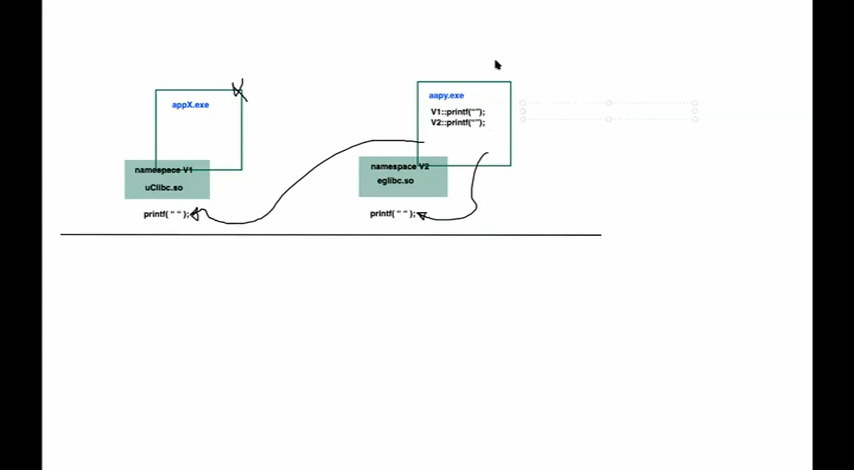 appX.exe
namespace V1
uClibc.so
printf( “ ” );
aapy.exe
V1::printf(“”);
V2::printf(“”);
namespace V2
eglibc.so
printf( “ ” );